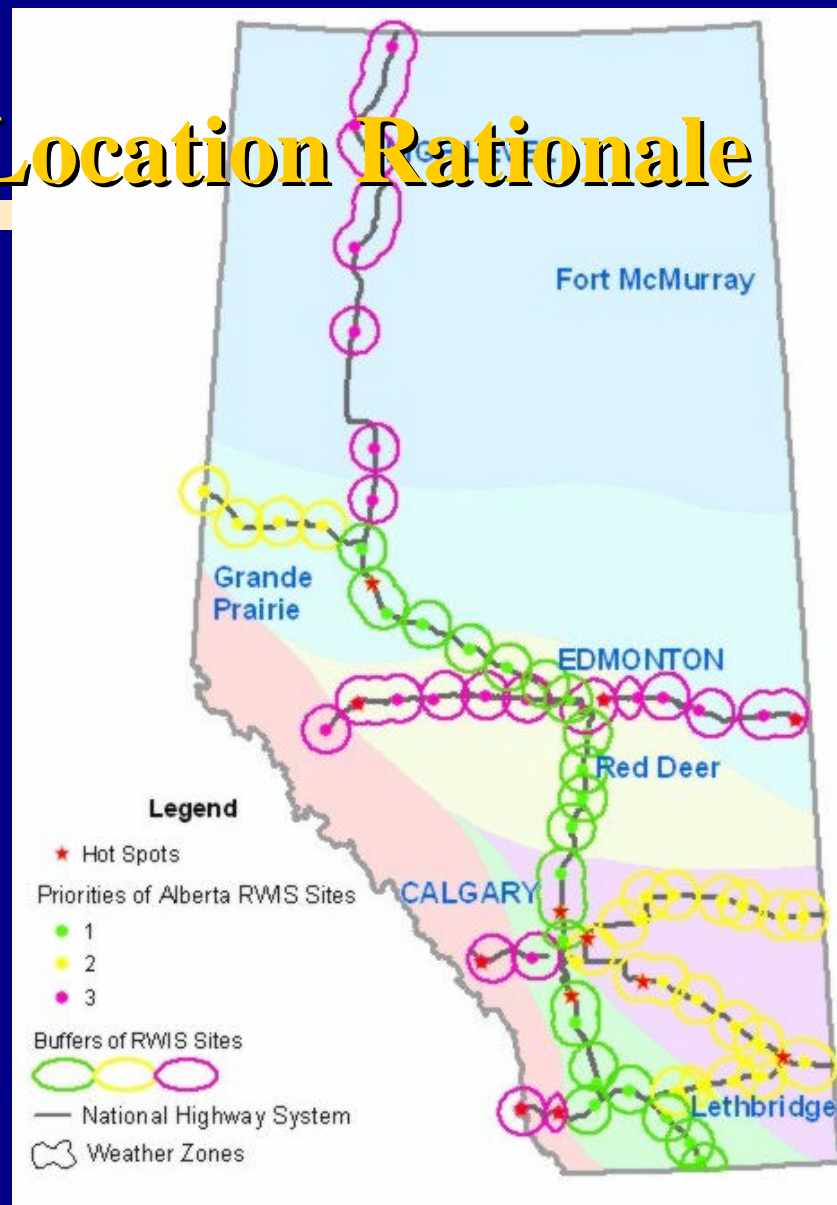 Location Rationale
Fort McMurray
Grande
Prairie
EDMONTON
Red Deer
CALGARY
Lethbridge
Legend
Hot Spots
Priorities of Alberta RWIS Sites
1
2
3
Buffers of RWIS Sites
National Highway System
Weather Zones